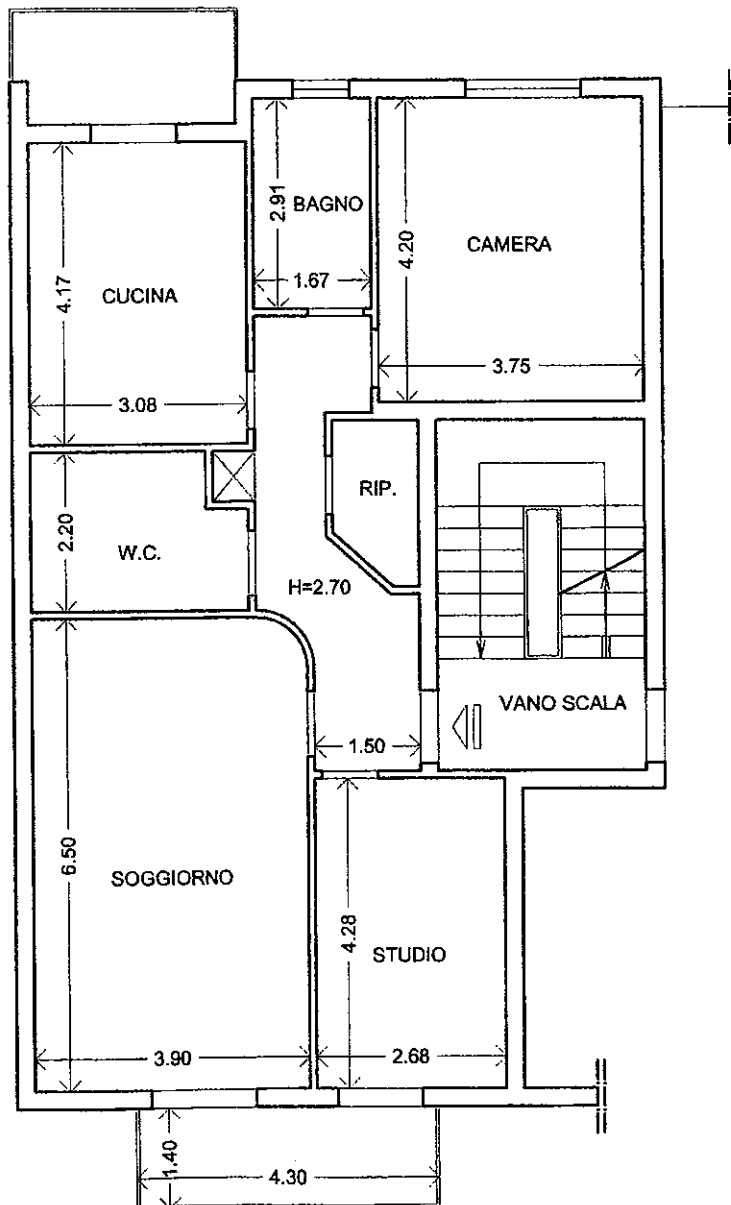 2.91
BAGNO
CAMERA
4.20
4.17
CUCINA
1.67
3.75
3.08
RIP.
2.20
W.C.
H=2.70
VANO SCALA
1.50
6.50
SOGGIORNO
4.28
STUDIO
3.90
2.68
1.40
4.30